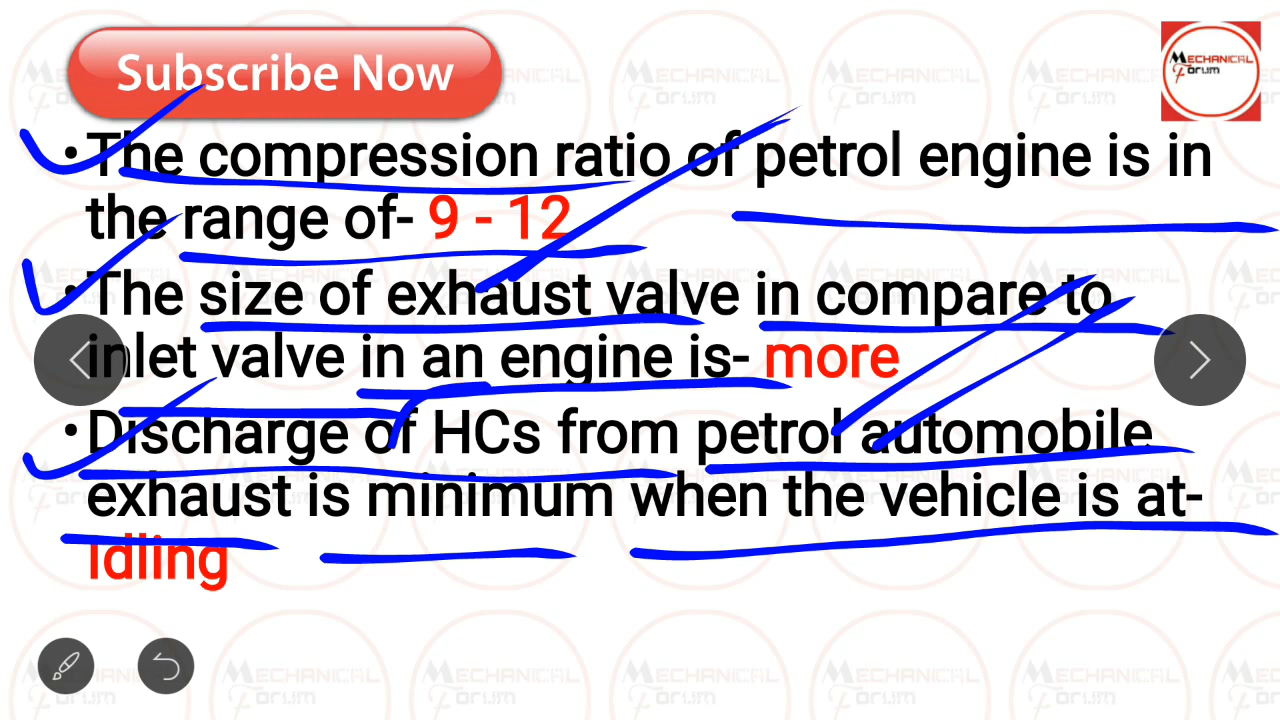 Subscribe Now
MECHANICAL
Forum
• The compression ratio of petrol engine is in
the range of- 9 - 12
• The size of exhaust valve in compare to
inlet valve in an engine is- more
• Discharge of HCs from petrol automobile
exhaust is minimum when the vehicle is at-
Idling